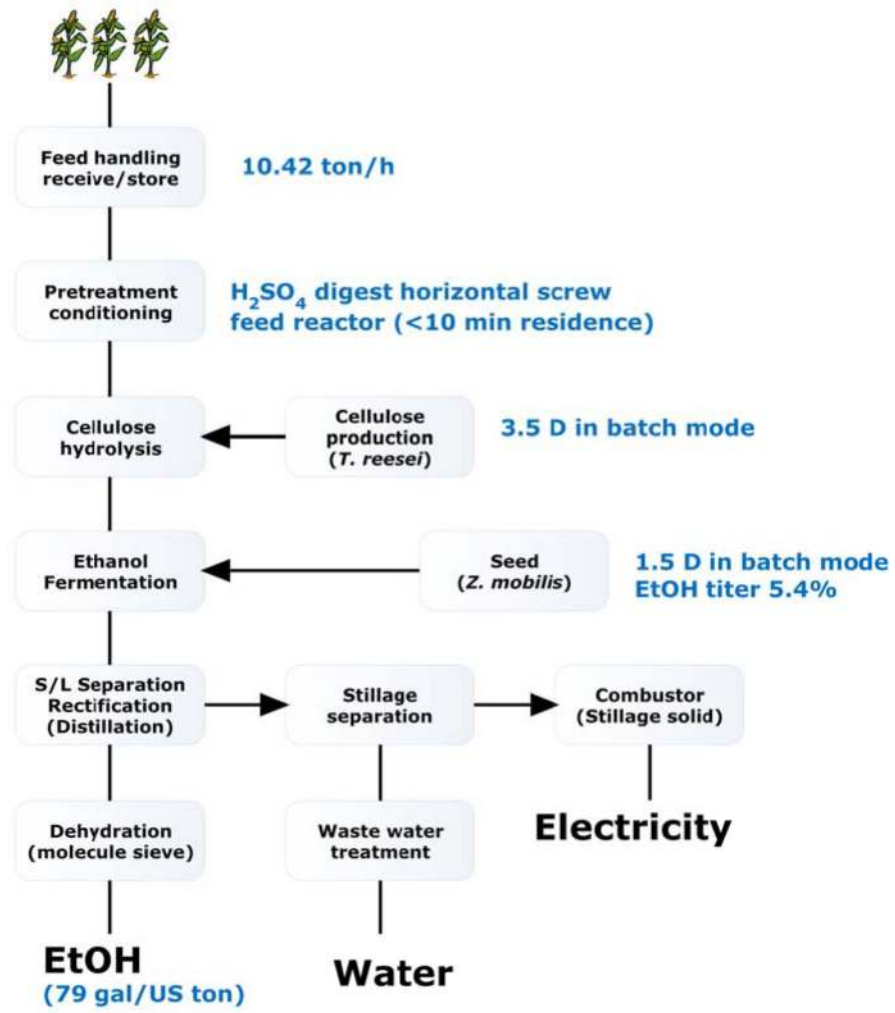 Feed handling
receive/store
10.42 ton/h
Pretreatment
conditioning
H₂SO₄ digest horizontal screw
feed reactor (<10 min residence)
Cellulose
hydrolysis
Cellulose
production
(T. reesei)
3.5 D in batch mode
Ethanol
Fermentation
Seed
(Z. mobilis)
1.5 D in batch mode
EtOH titer 5.4%
S/L Separation
Rectification
(Distillation)
Stillage
separation
Combustor
(Stillage solid)
Dehydration
(molecule sieve)
Waste water
treatment
Electricity
EtOH
(79 gal/US ton)
Water